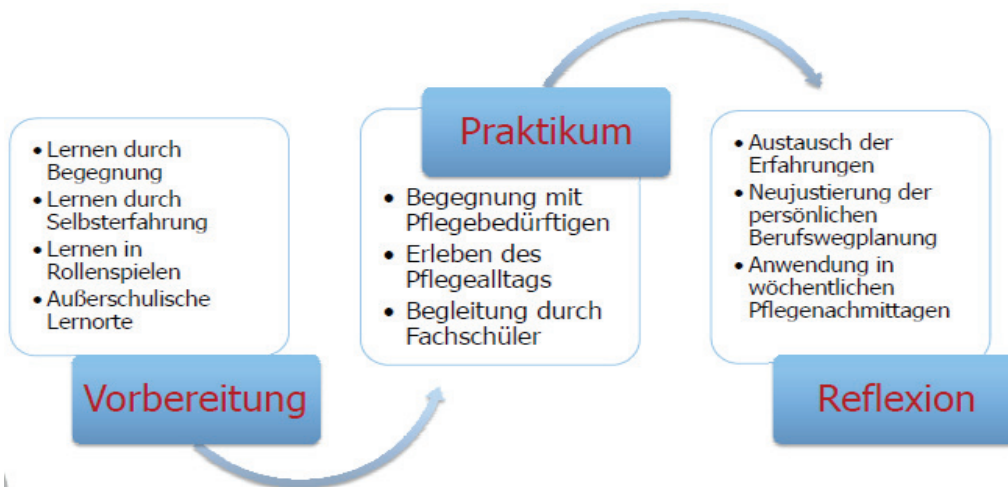 • Lernen durch
Begegnung
• Lernen durch
Selbsterfahrung
• Lernen in
Rollenspielen
• Außerschulische
Lernorte
Vorbereitung
Praktikum
• Begegnung mit
Pflegebedürftigen
• Erleben des
Pflegealltags
• Begleitung durch
Fachschüler
• Austausch der
Erfahrungen
• Neujustierung der
persönlichen
Berufswegplanung
• Anwendung in
wöchentlichen
Pflegenachmittagen
Reflexion